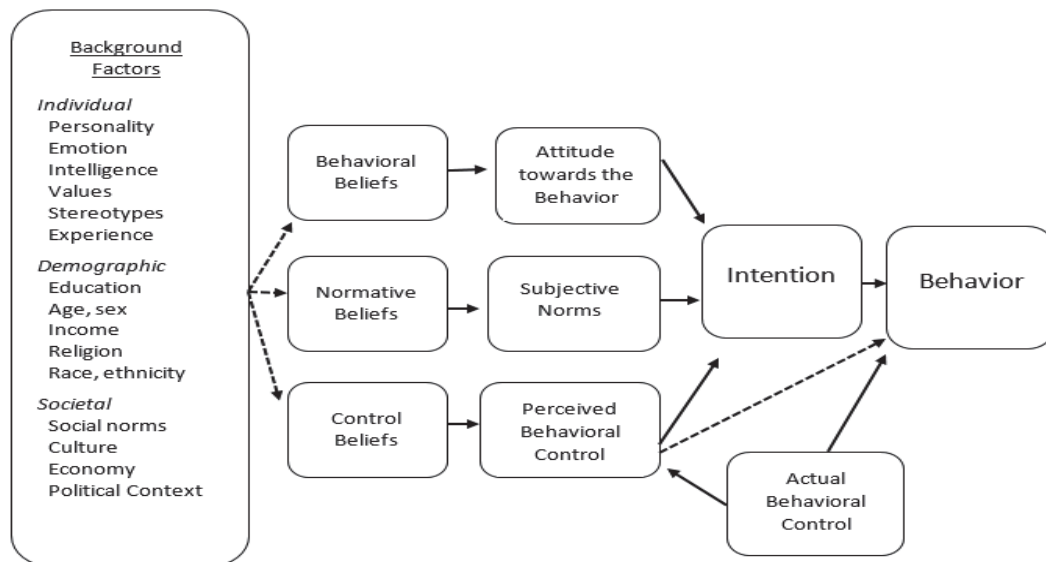 Background
Factors
Individual
Personality
Emotion
Intelligence
Values
Stereotypes
Experience
Demographic
Education
Age, sex
Income
Religion
Race, ethnicity
Societal
Social norms
Culture
Economy
Political Context
Behavioral
Beliefs
Attitude
towards the
Behavior
Normative
Beliefs
Subjective
Norms
Control
Beliefs
Perceived
Behavioral
Control
Intention
Behavior
Actual
Behavioral
Control